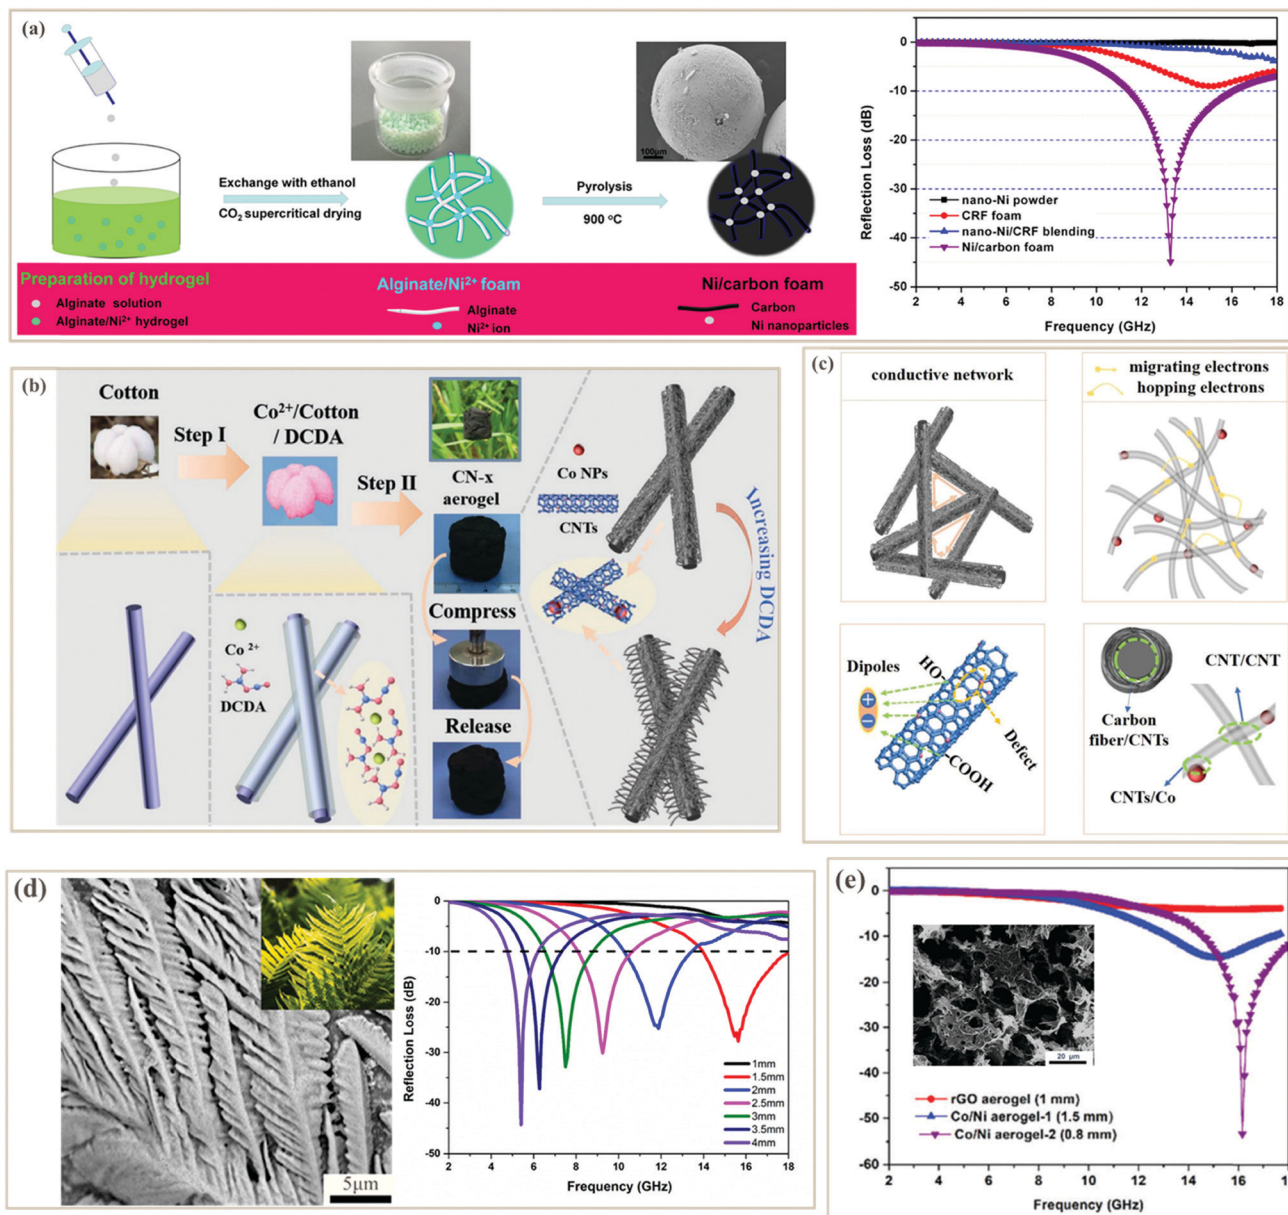 (a)
Exchange with ethanol
CO2 supercritical drying
100μm
Pyrolysis
900 °C
Preparation of hydrogel
Alginate solution
Alginate/Ni2+ hydrogel
Alginate/Ni2+ foam
Alginate
Ni2+ ion
Ni/carbon foam
Carbon
Ni nanoparticles
Reflection Loss (dB)
0
-10
-20
-30
-40
-50
nano-Ni powder
CRF foam
nano-Ni/CRF blending
Ni/carbon foam
2 4 6 8 10 12 14 16 18
Frequency (GHz)
(b)
Cotton
Step I
Co2+/Cotton
/ DCDA
Step II
CN-x
aerogel
Compress
Release
Co 2+
DCDA
Co NPs
CNTs
Increasing DCDA
(c)
conductive network
migrating electrons
hopping electrons
Dipoles
+
−
HO-
Defect
-COOH
CNT/CNT
Carbon
fiber/CNTs
CNTs/Co
(d)
5μm
Reflection Loss (dB)
0
-10
-20
-30
-40
-50
1mm
1.5mm
2mm
2.5mm
3mm
3.5mm
4mm
2 4 6 8 10 12 14 16 18
Frequency (GHz)
(e)
Reflection Loss (dB)
0
-10
-20
-30
-40
-50
-60
20 μm
rGO aerogel (1 mm)
Co/Ni aerogel-1 (1.5 mm)
Co/Ni aerogel-2 (0.8 mm)
2 4 6 8 10 12 14 16
Frequency (GHz)